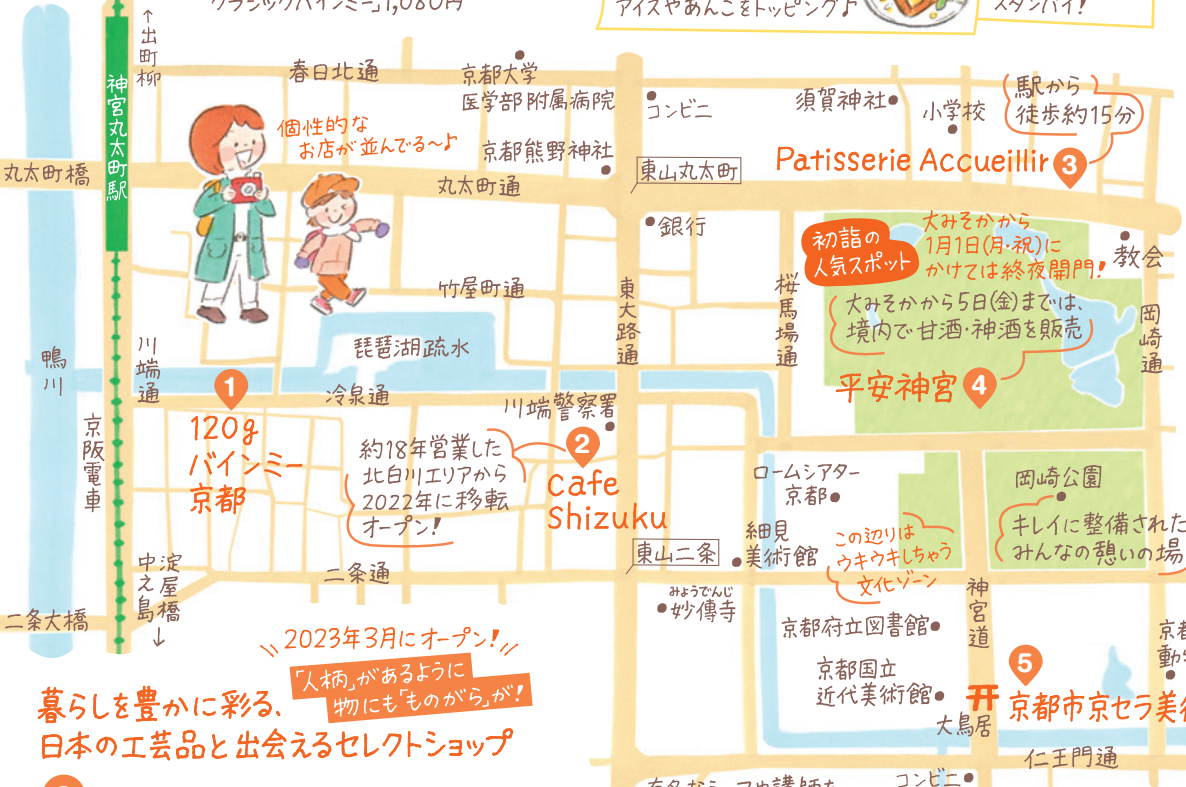 クラシックバインミー」1,080円
アイスやあんこをトッピング♪
スタンバイ!
↑出町柳
神宮丸太町駅
春日北通
京都大学
医学部附属病院
コンビニ
須賀神社
小学校
駅から
徒歩約15分
個性的な
お店が並んでる〜♪
京都熊野神社
丸太町橋
丸太町通
東山丸太町
Patisserie Accueillir
3
銀行
初詣の
人気スポット
大みそかから
1月1日(月・祝)に
かけては終夜開門!
教会
竹屋町通
東大路通
桜馬場通
大みそかから5日(金)までは、
境内で甘酒・神酒を販売
岡崎通
鴨川
川端通
琵琶湖疏水
平安神宮
4
1
冷泉通
川端警察署
120g
バインミー
京都
京阪電車
約18年営業した
北白川エリアから
2022年に移転
オープン!
2
Cafe
Shizuku
ロームシアター
京都
岡崎公園
キレイに整備された
みんなの憩いの場
細見
美術館
この辺りは
ウキウキしちゃう
文化ゾーン
東山二条
淀屋橋
中之島
↓
二条通
二条大橋
みょうでんじ
妙傳寺
神宮道
京都府立図書館
2023年3月にオープン!
「人柄」があるように
物にも「ものがら」が!
京都国立
近代美術館
5
京都市京セラ美
大鳥居
暮らしを豊かに彩る、
日本の工芸品と出会えるセレクトショップ
仁王門通
コンビニ